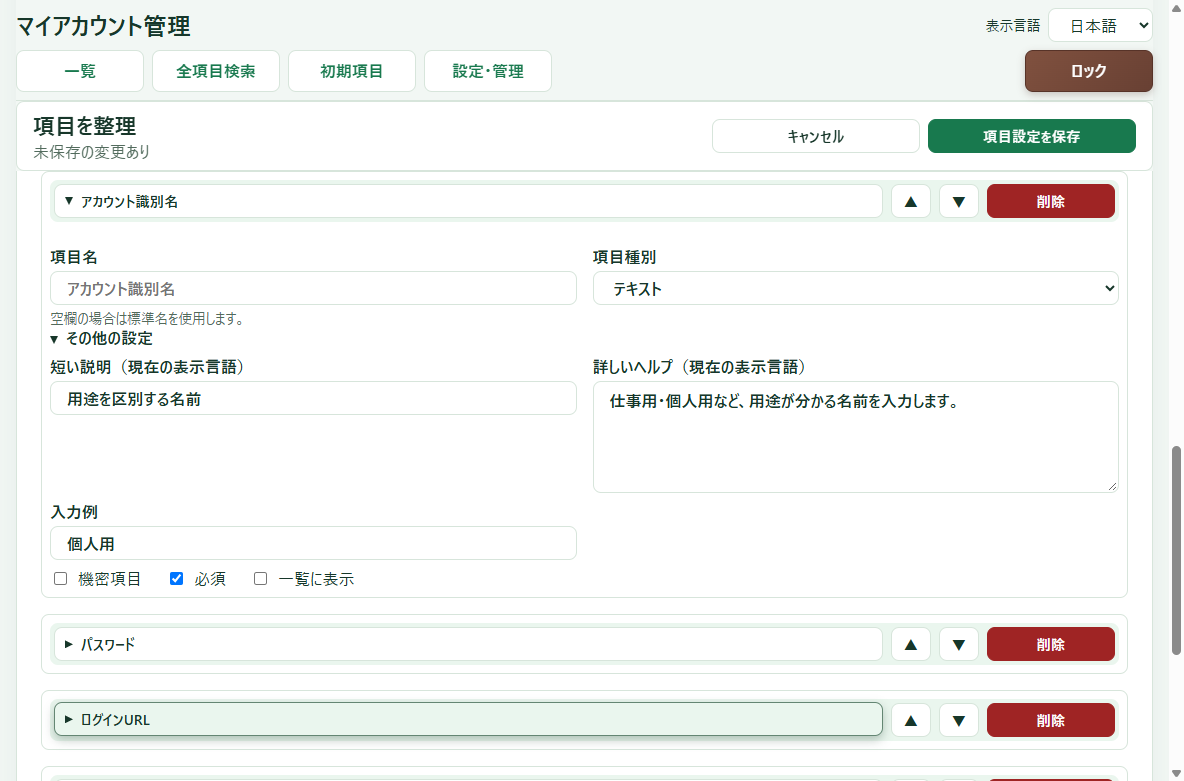 マイアカウント管理
表示言語 日本語
一覧 全項目検索 初期項目 設定・管理 ロック
項目を整理
未保存の変更あり
キャンセル 項目設定を保存
▼ アカウント識別名 ▲ ▼ 削除
項目名 項目種別
アカウント識別名 テキスト
空欄の場合は標準名を使用します。
▼ その他の設定
短い説明（現在の表示言語） 詳しいヘルプ（現在の表示言語）
用途を区別する名前 仕事用・個人用など、用途が分かる名前を入力します。
入力例
個人用
機密項目 必須 一覧に表示
▶ パスワード ▲ ▼ 削除
▶ ログインURL ▲ ▼ 削除